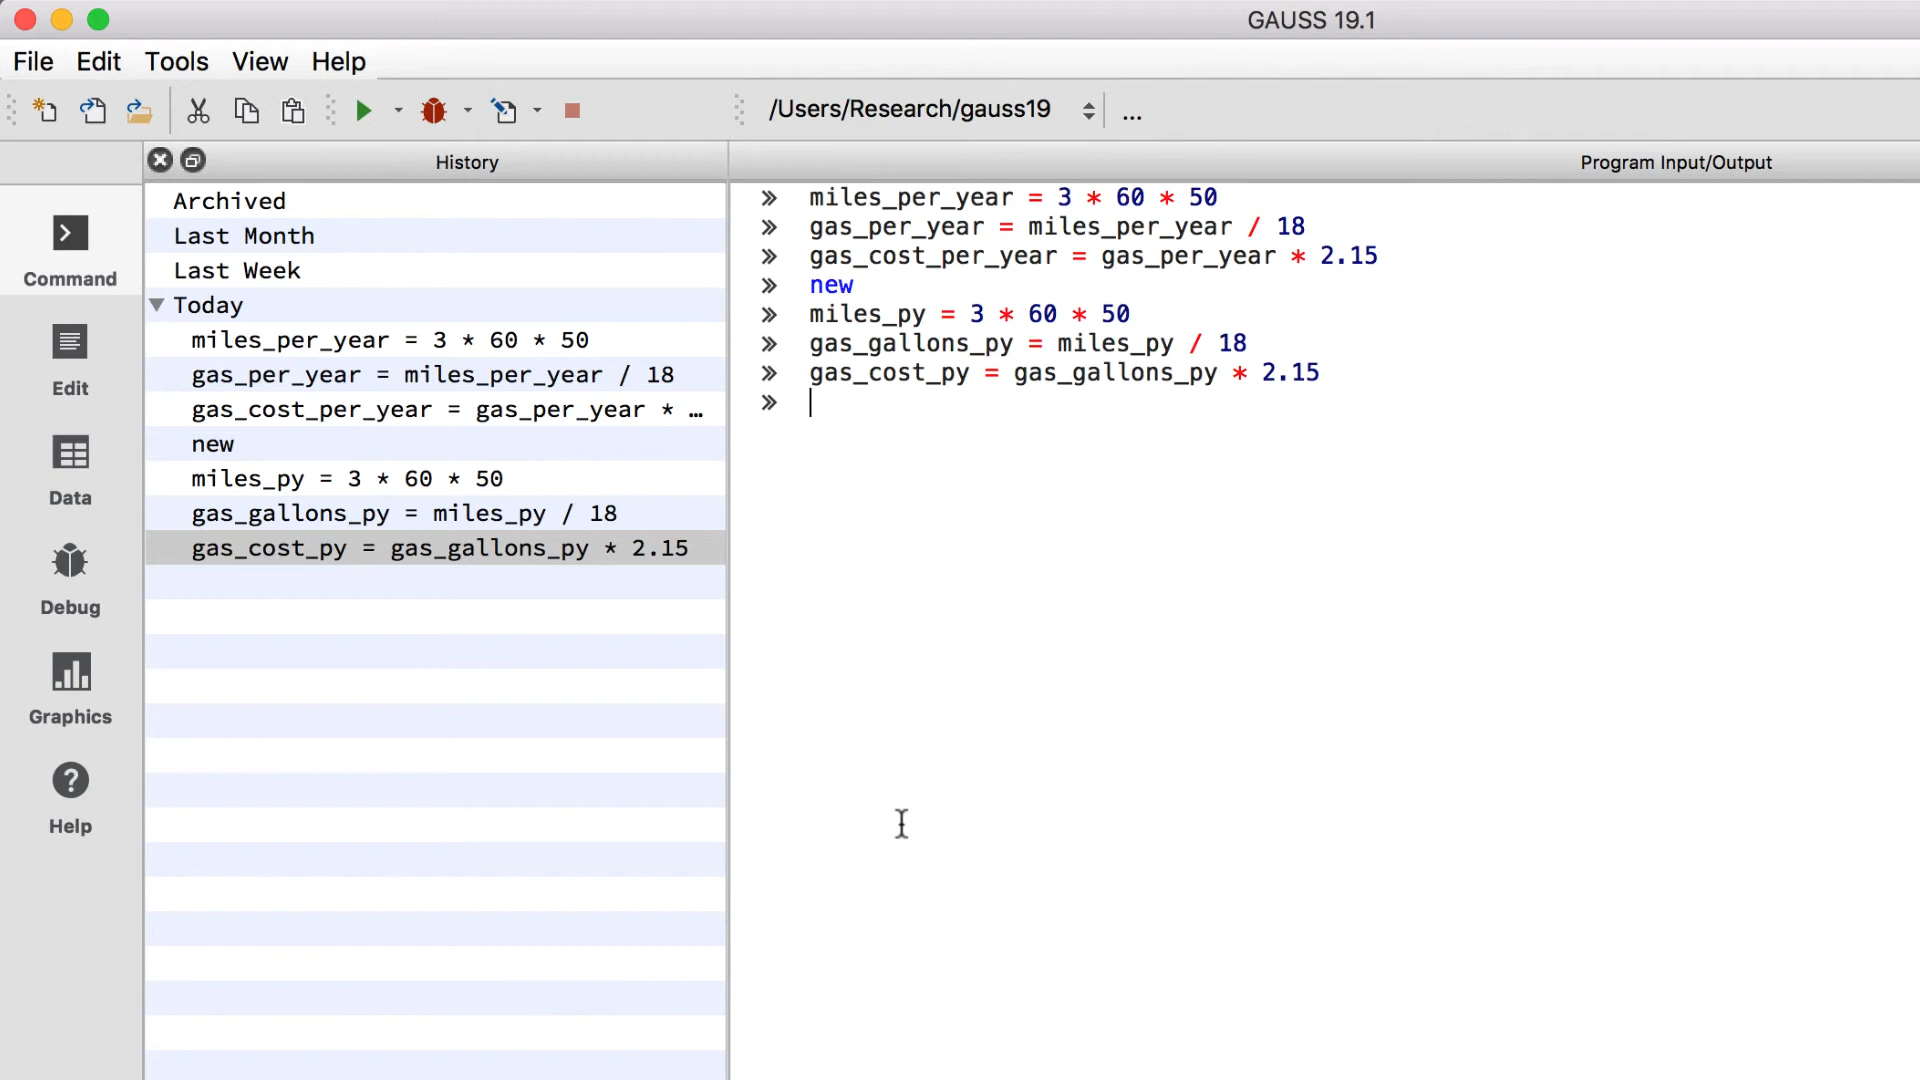 GAUSS 19.1
File Edit Tools View Help
/Users/Research/gauss19 ...
History
Program Input/Output
Command
Edit
Data
Debug
Graphics
Help
Archived
Last Month
Last Week
Today
miles_per_year = 3 * 60 * 50
gas_per_year = miles_per_year / 18
gas_cost_per_year = gas_per_year * …
new
miles_py = 3 * 60 * 50
gas_gallons_py = miles_py / 18
gas_cost_py = gas_gallons_py * 2.15
» miles_per_year = 3 * 60 * 50
» gas_per_year = miles_per_year / 18
» gas_cost_per_year = gas_per_year * 2.15
» new
» miles_py = 3 * 60 * 50
» gas_gallons_py = miles_py / 18
» gas_cost_py = gas_gallons_py * 2.15
»